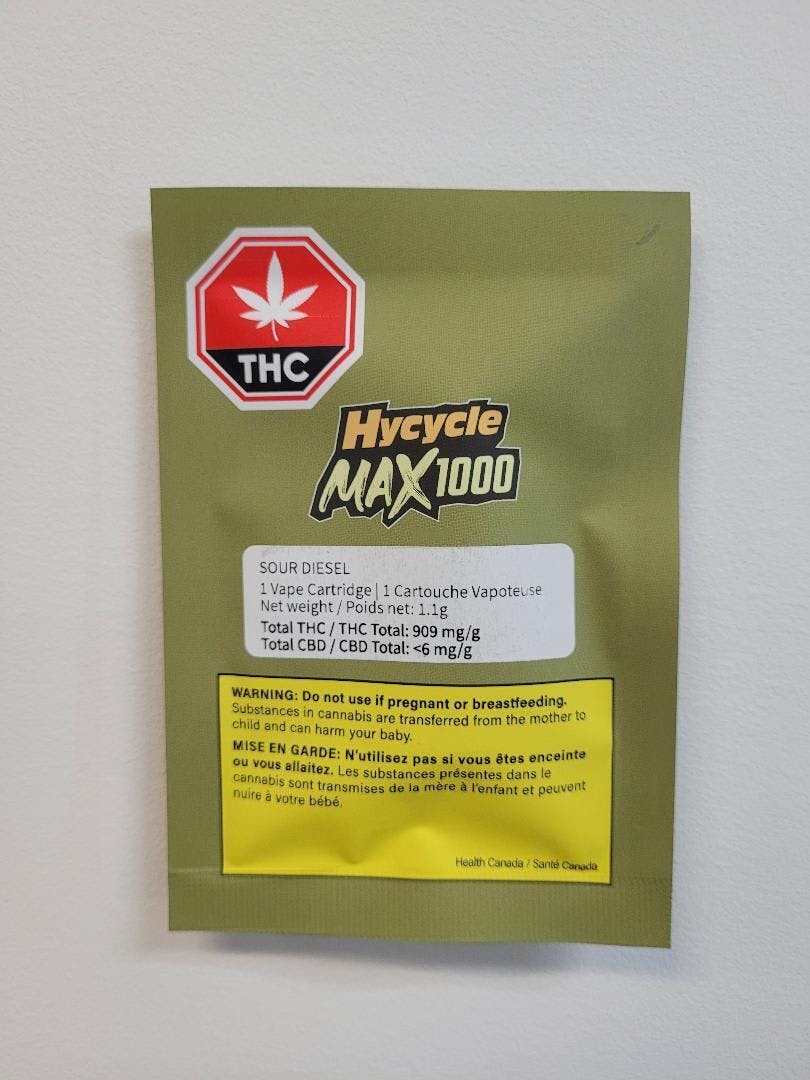 THC
Hycycle
MAX 1000
SOUR DIESEL
1 Vape Cartridge | 1 Cartouche Vapoteuse
Net weight / Poids net: 1.1g
Total THC / THC Total: 909 mg/g
Total CBD / CBD Total: <6 mg/g
WARNING: Do not use if pregnant or breastfeeding.
Substances in cannabis are transferred from the mother to
child and can harm your baby.
MISE EN GARDE: N'utilisez pas si vous êtes enceinte
ou vous allaitez. Les substances présentes dans le
cannabis sont transmises de la mère à l'enfant et peuvent
nuire à votre bébé.
Health Canada / Santé Canada